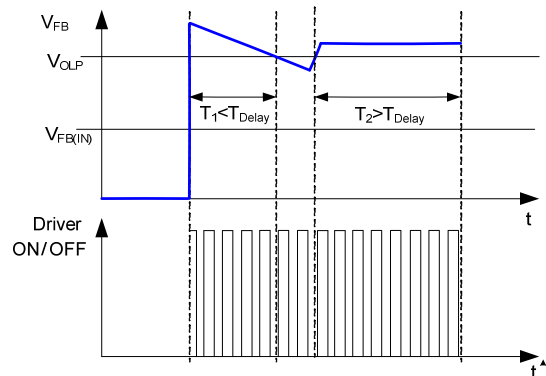 VFB
VOLP
T1<TDelay
T2>TDelay
VFB(IN)
t
Driver
ON/OFF
t